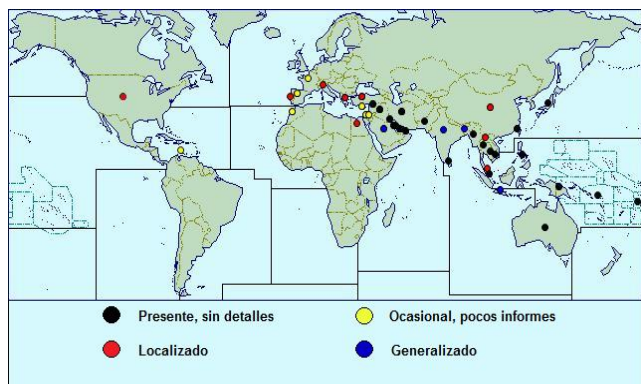 Presente, sin detalles
Ocasional, pocos informes
Localizado
Generalizado